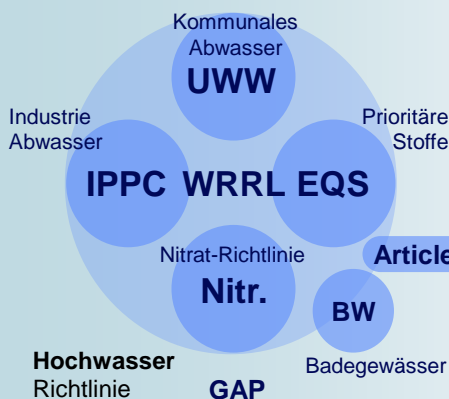 Kommunales
Abwasser
UWW
Industrie
Abwasser
Prioritäre
Stoffe
IPPC WRRL EQS
Nitrat-Richtlinie
Article
Nitr.
BW
Badegewässer
Hochwasser
Richtlinie
GAP